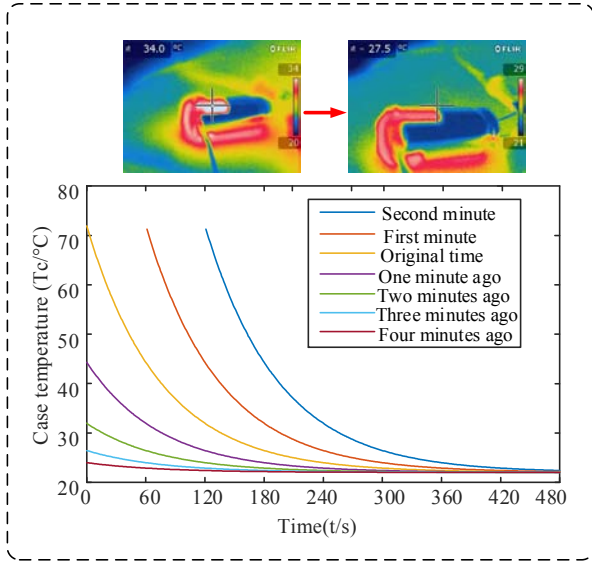 34.0 °C
FLIR
34
20
~27.5 °C
FLIR
29
21
80
70
60
50
40
30
20
0 60 120 180 240 300 360 420 480
Case temperature (Tc/°C)
Time(t/s)
Second minute
First minute
Original time
One minute ago
Two minutes ago
Three minutes ago
Four minutes ago